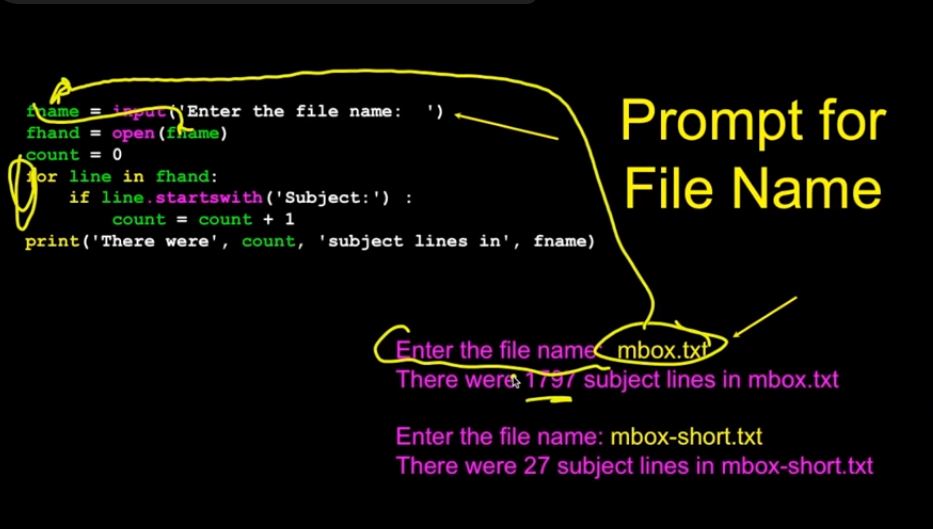 fname = input('Enter the file name:  ')
fhand = open(fname)
count = 0
for line in fhand:
    if line.startswith('Subject:') :
        count = count + 1
print('There were', count, 'subject lines in', fname)
Prompt for
File Name
Enter the file name: mbox.txt
There were 1797 subject lines in mbox.txt
Enter the file name: mbox-short.txt
There were 27 subject lines in mbox-short.txt